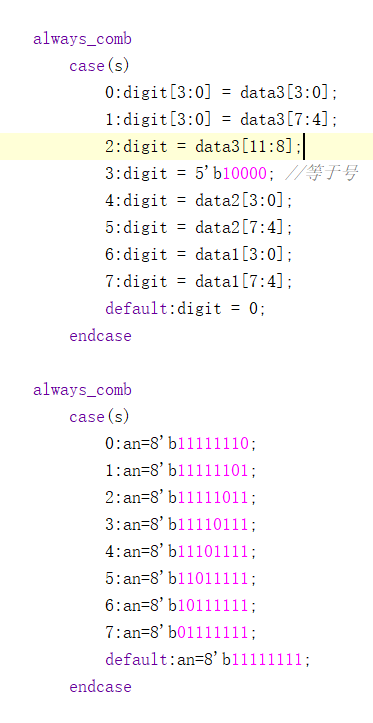 always_comb
case(s)
0:digit[3:0] = data3[3:0];
1:digit[3:0] = data3[7:4];
2:digit = data3[11:8];
3:digit = 5'b10000; //等于号
4:digit = data2[3:0];
5:digit = data2[7:4];
6:digit = data1[3:0];
7:digit = data1[7:4];
default:digit = 0;
endcase
always_comb
case(s)
0:an=8'b11111110;
1:an=8'b11111101;
2:an=8'b11111011;
3:an=8'b11110111;
4:an=8'b11101111;
5:an=8'b11011111;
6:an=8'b10111111;
7:an=8'b01111111;
default:an=8'b11111111;
endcase